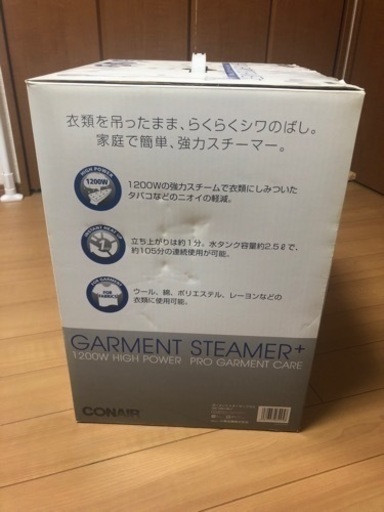 衣類を吊ったまま、らくらくシワのばし。
家庭で簡単、強力スチーマー。
HIGH POWER
1200W
1200Wの強力スチームで衣類にしみついた
タバコなどのニオイの軽減。
INSTANT HEAT UP
立ち上がりは約1分。水タンク容量約2.5ℓで、
約105分の連続使用が可能。
ウール、綿、ポリエステル、レーヨンなどの
衣類に使用可能。
GARMENT STEAMER+
1200W HIGH POWER PRO GARMENT CARE
CONAIR